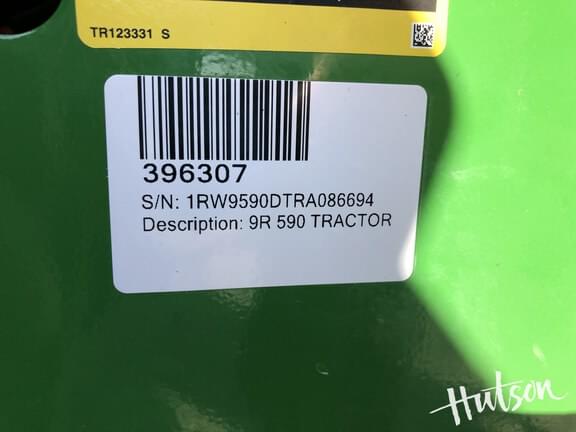 TR123331 S
396307
S/N: 1RW9590DTRA086694
Description: 9R 590 TRACTOR
Hutson